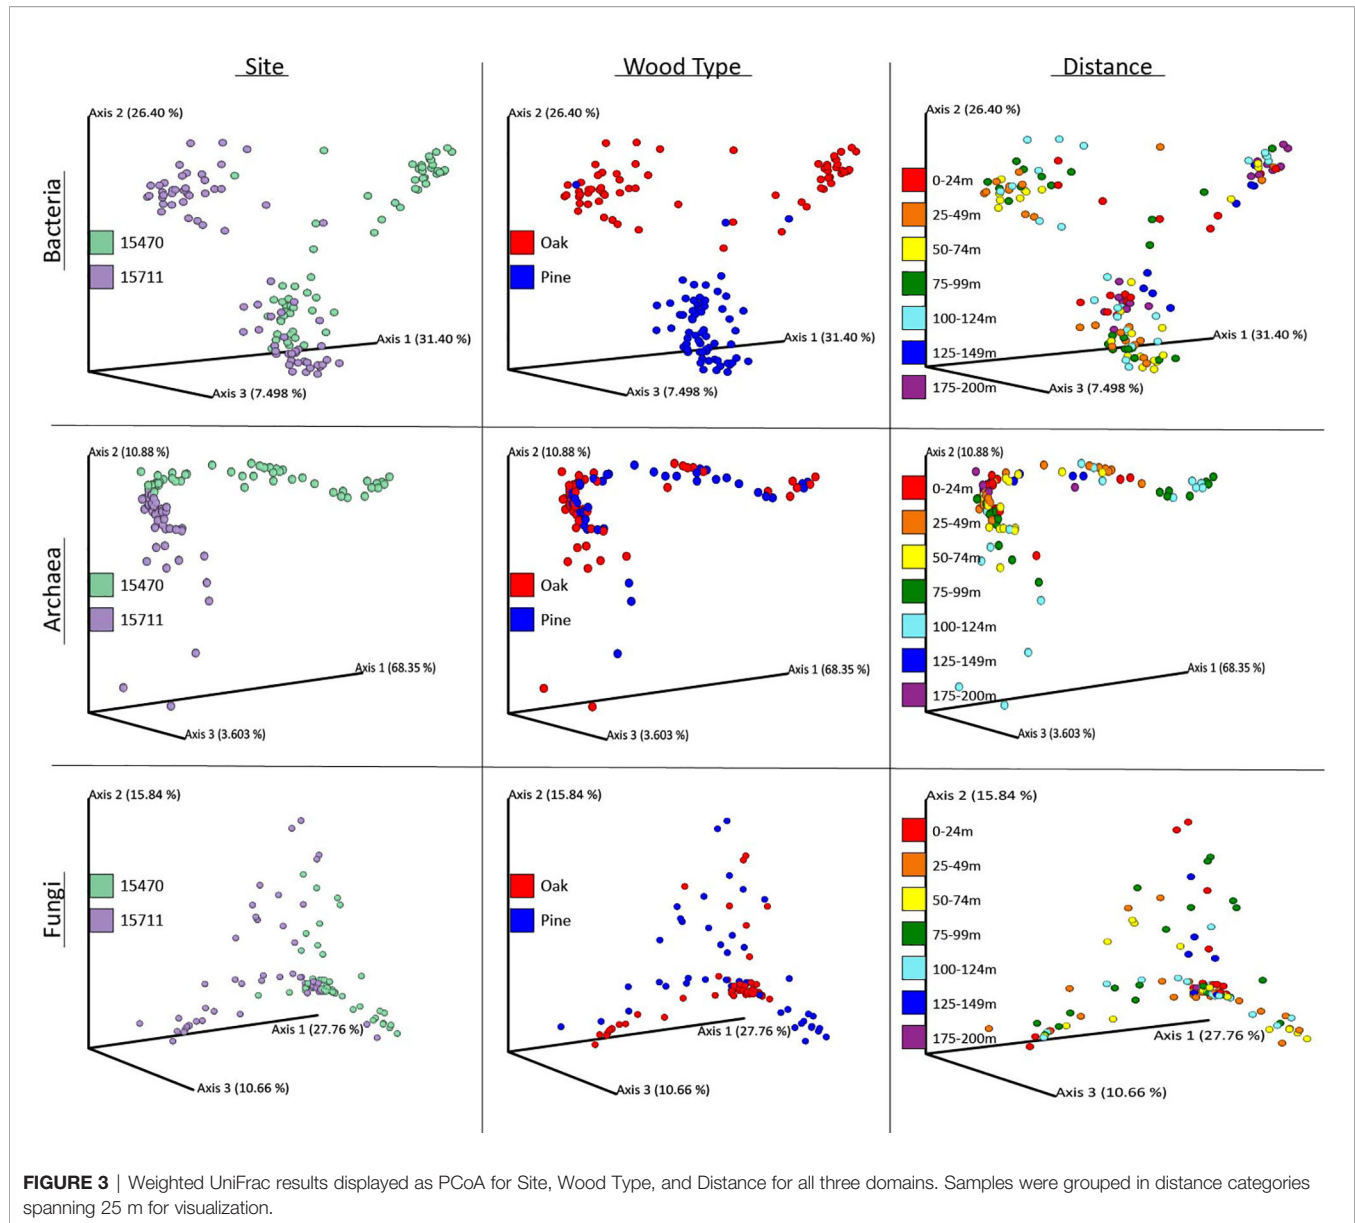 Site
Wood Type
Distance
Bacteria
Axis 2 (26.40 %)
15470
15711
Axis 1 (31.40 %)
Axis 3 (7.498 %)
Axis 2 (26.40 %)
Oak
Pine
Axis 1 (31.40 %)
Axis 3 (7.498 %)
Axis 2 (26.40 %)
0-24m
25-49m
50-74m
75-99m
100-124m
125-149m
175-200m
Axis 1 (31.40 %)
Axis 3 (7.498 %)
Archaea
Axis 2 (10.88 %)
15470
15711
Axis 1 (68.35 %)
Axis 3 (3.603 %)
Axis 2 (10.88 %)
Oak
Pine
Axis 1 (68.35 %)
Axis 3 (3.603 %)
Axis 2 (10.88 %)
0-24m
25-49m
50-74m
75-99m
100-124m
125-149m
175-200m
Axis 1 (68.35 %)
Axis 3 (3.603 %)
Fungi
Axis 2 (15.84 %)
15470
15711
Axis 1 (27.76 %)
Axis 3 (10.66 %)
Axis 2 (15.84 %)
Oak
Pine
Axis 1 (27.76 %)
Axis 3 (10.66 %)
Axis 2 (15.84 %)
0-24m
25-49m
50-74m
75-99m
100-124m
125-149m
175-200m
Axis 1 (27.76 %)
Axis 3 (10.66 %)
FIGURE 3 | Weighted UniFrac results displayed as PCoA for Site, Wood Type, and Distance for all three domains. Samples were grouped in distance categories
spanning 25 m for visualization.